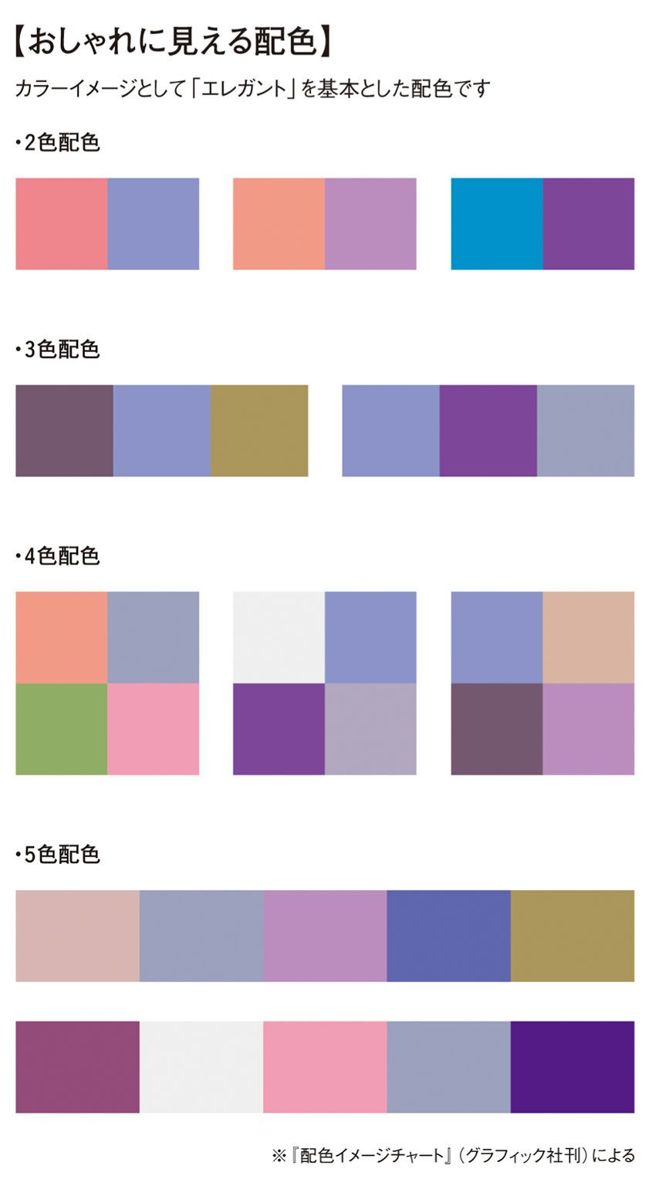 【おしゃれに見える配色】
カラーイメージとして「エレガント」を基本とした配色です
・2色配色
・3色配色
・4色配色
・5色配色
※『配色イメージチャート』（グラフィック社刊）による